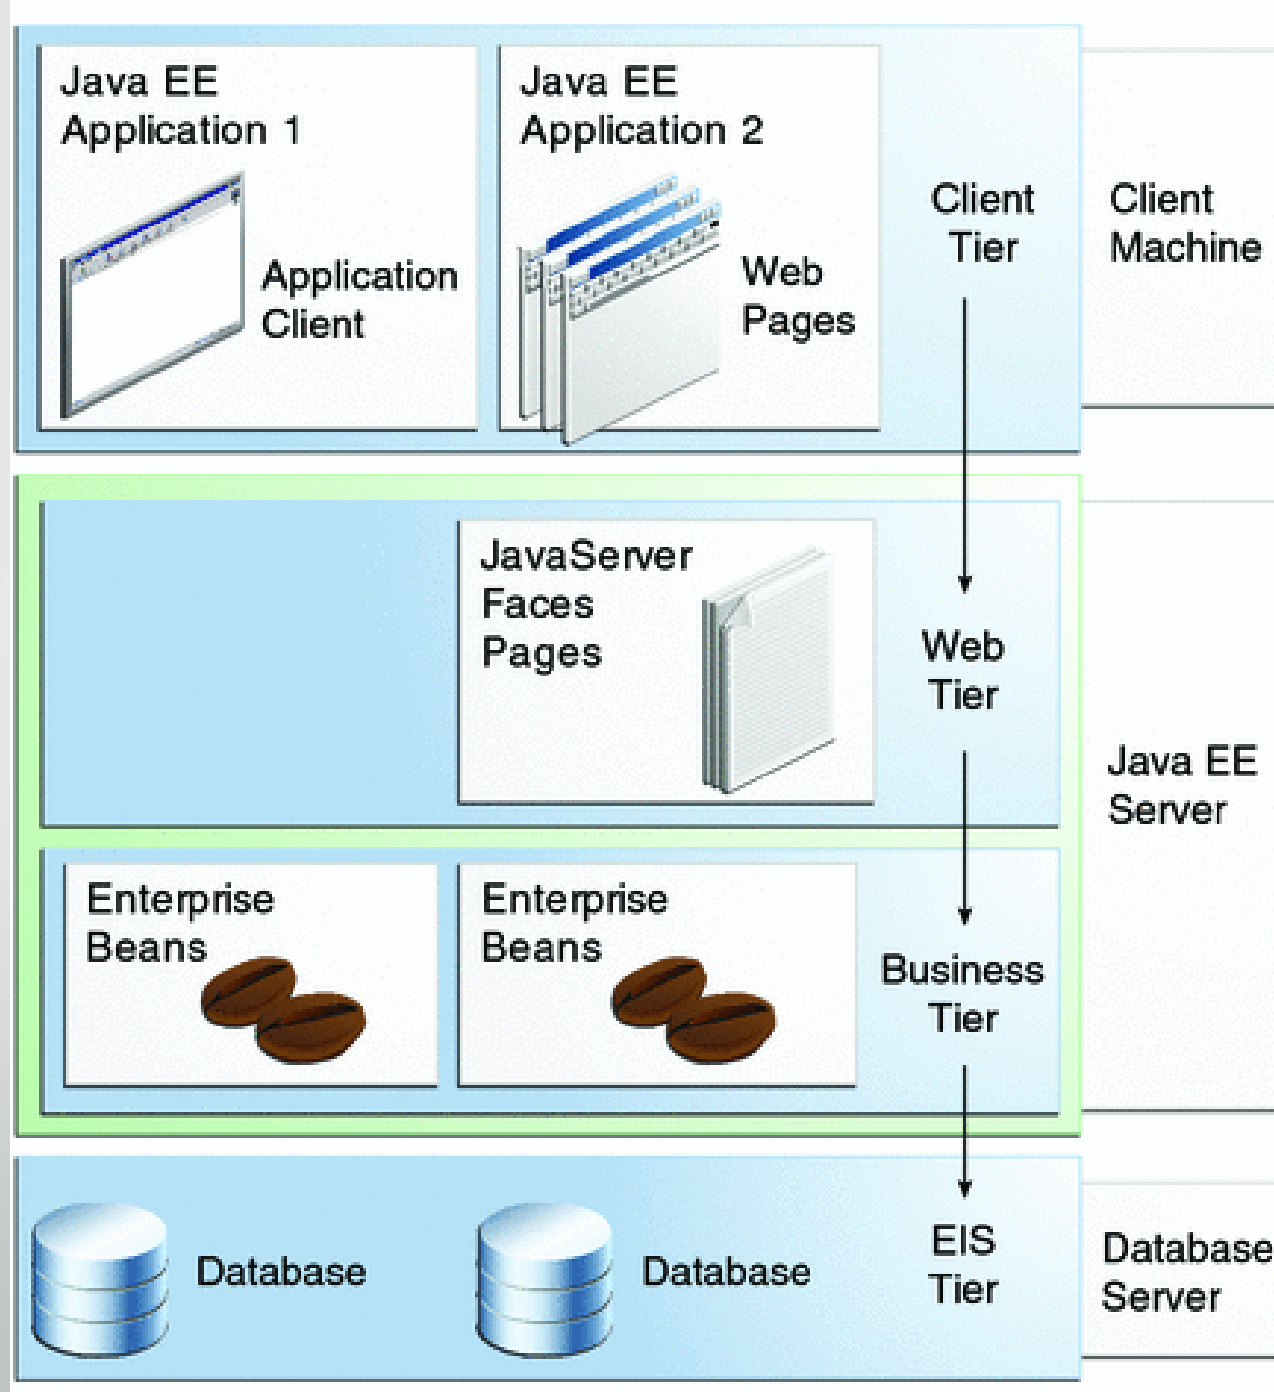 Java EE
Application 1
Application
Client
Java EE
Application 2
Web
Pages
Client
Tier
Client
Machine
JavaServer
Faces
Pages
Web
Tier
Java EE
Server
Enterprise
Beans
Enterprise
Beans
Business
Tier
Database
Database
EIS
Tier
Database
Server